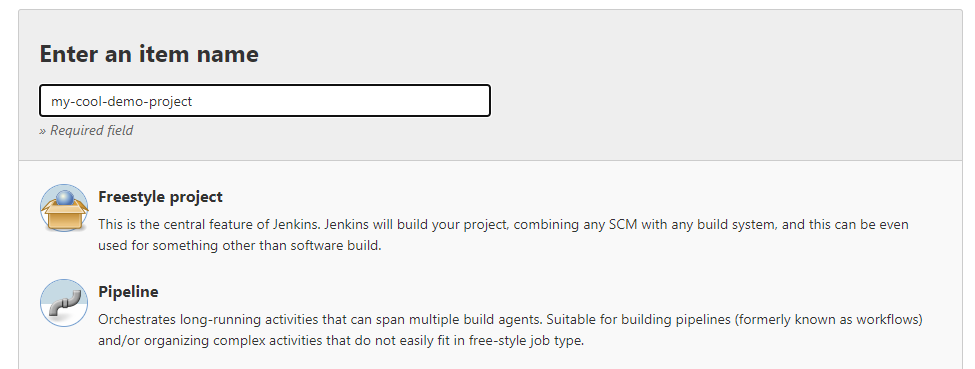 Enter an item name
my-cool-demo-project
» Required field
Freestyle project
This is the central feature of Jenkins. Jenkins will build your project, combining any SCM with any build system, and this can be even
used for something other than software build.
Pipeline
Orchestrates long-running activities that can span multiple build agents. Suitable for building pipelines (formerly known as workflows)
and/or organizing complex activities that do not easily fit in free-style job type.